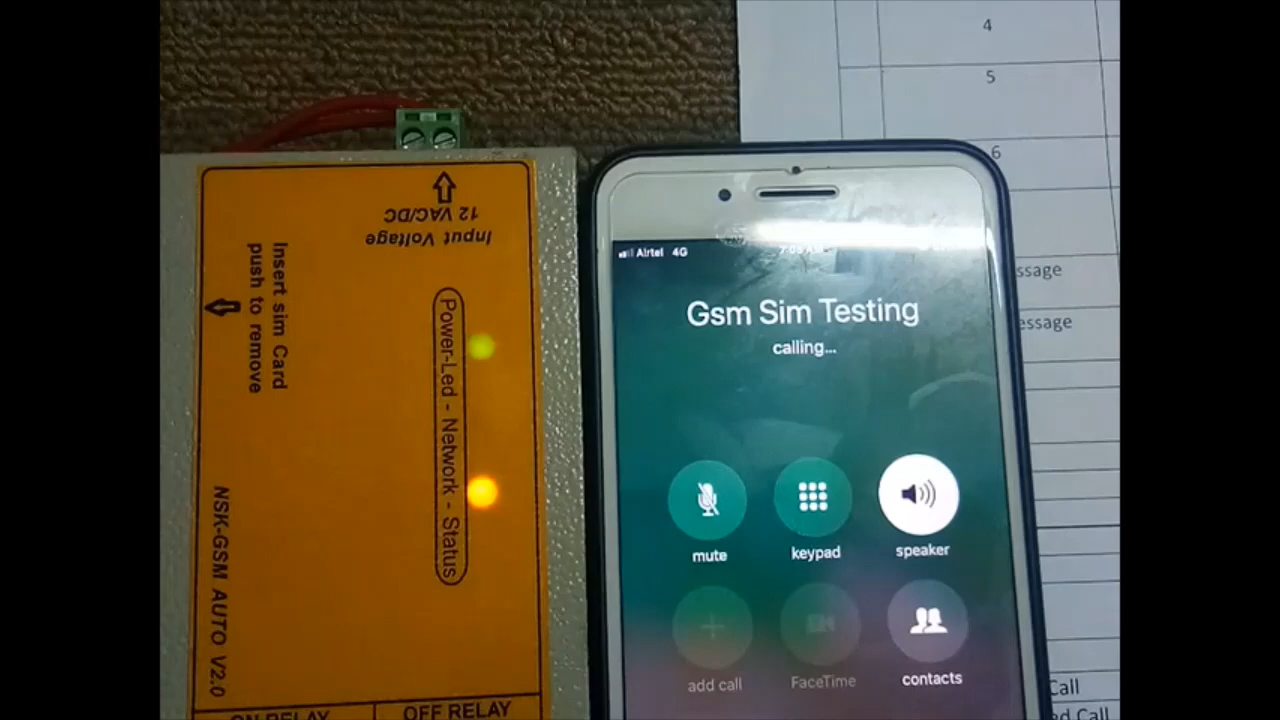 4
5
6
ssage
essage
Call
ed Call
12 VAC/DC
Input Voltage
Insert sim Card
push to remove
Power-Led - Network - Status
NSK-GSM AUTO V2.0
ON RELAY
OFF RELAY
Airtel 4G
Gsm Sim Testing
calling...
mute
keypad
speaker
add call
FaceTime
contacts